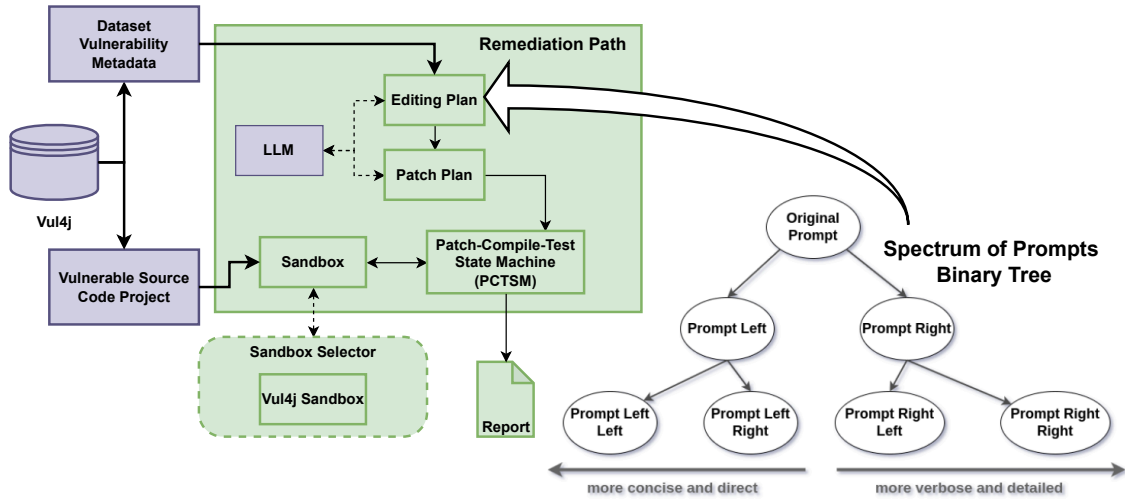 Dataset
Vulnerability
Metadata
Remediation Path
Editing Plan
LLM
Patch Plan
Vul4j
Vulnerable Source
Code Project
Sandbox
Patch-Compile-Test
State Machine
(PCTSM)
Sandbox Selector
Vul4j Sandbox
Report
Original
Prompt
Spectrum of Prompts
Binary Tree
Prompt Left
Prompt Right
Prompt Left
Left
Prompt Left
Right
Prompt Right
Left
Prompt Right
Right
more concise and direct
more verbose and detailed